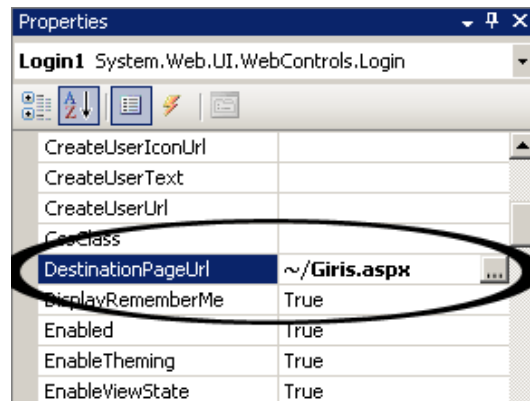 Properties
Login1 System.Web.UI.WebControls.Login
CreateUserIconUrl
CreateUserText
CreateUserUrl
CssClass
DestinationPageUrl ~/Giris.aspx ...
DisplayRememberMe True
Enabled True
EnableTheming True
EnableViewState True